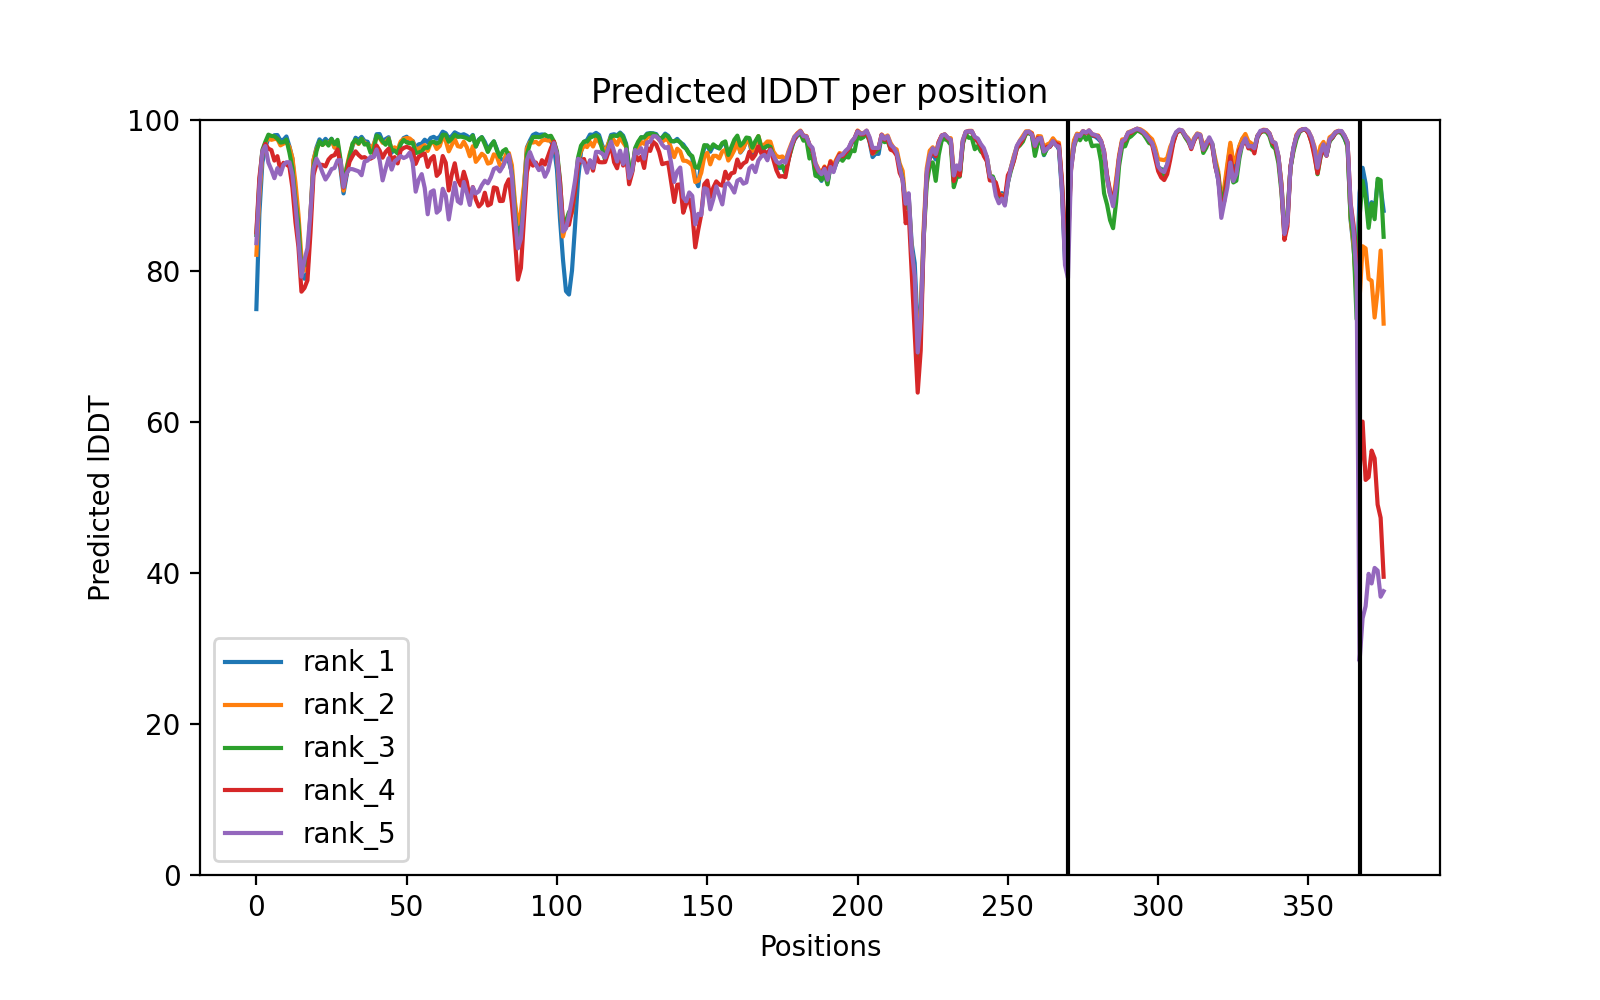 Predicted lDDT per position
Predicted lDDT
100
80
60
40
20
0
rank_1
rank_2
rank_3
rank_4
rank_5
0 50 100 150 200 250 300 350
Positions